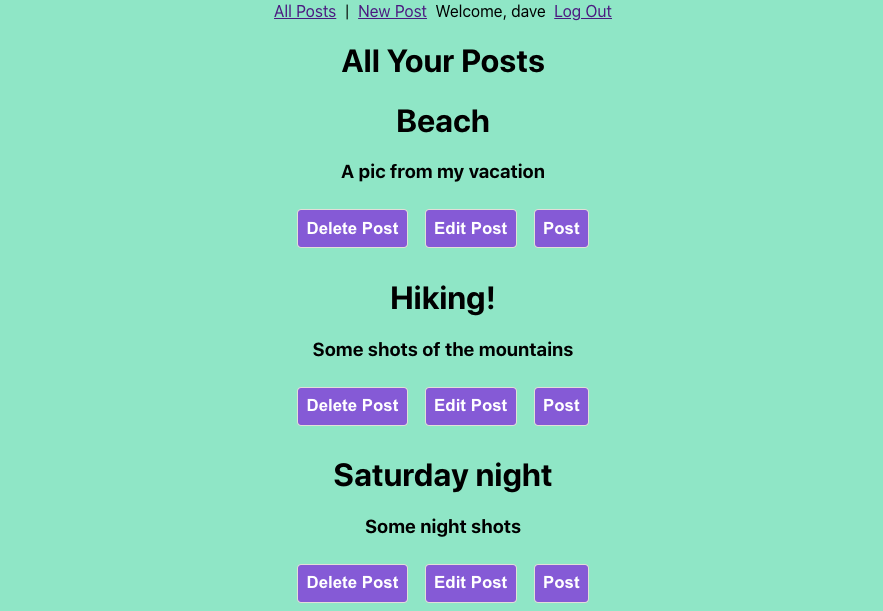 All Posts | New Post Welcome, dave Log Out
All Your Posts
Beach
A pic from my vacation
Delete Post Edit Post Post
Hiking!
Some shots of the mountains
Delete Post Edit Post Post
Saturday night
Some night shots
Delete Post Edit Post Post